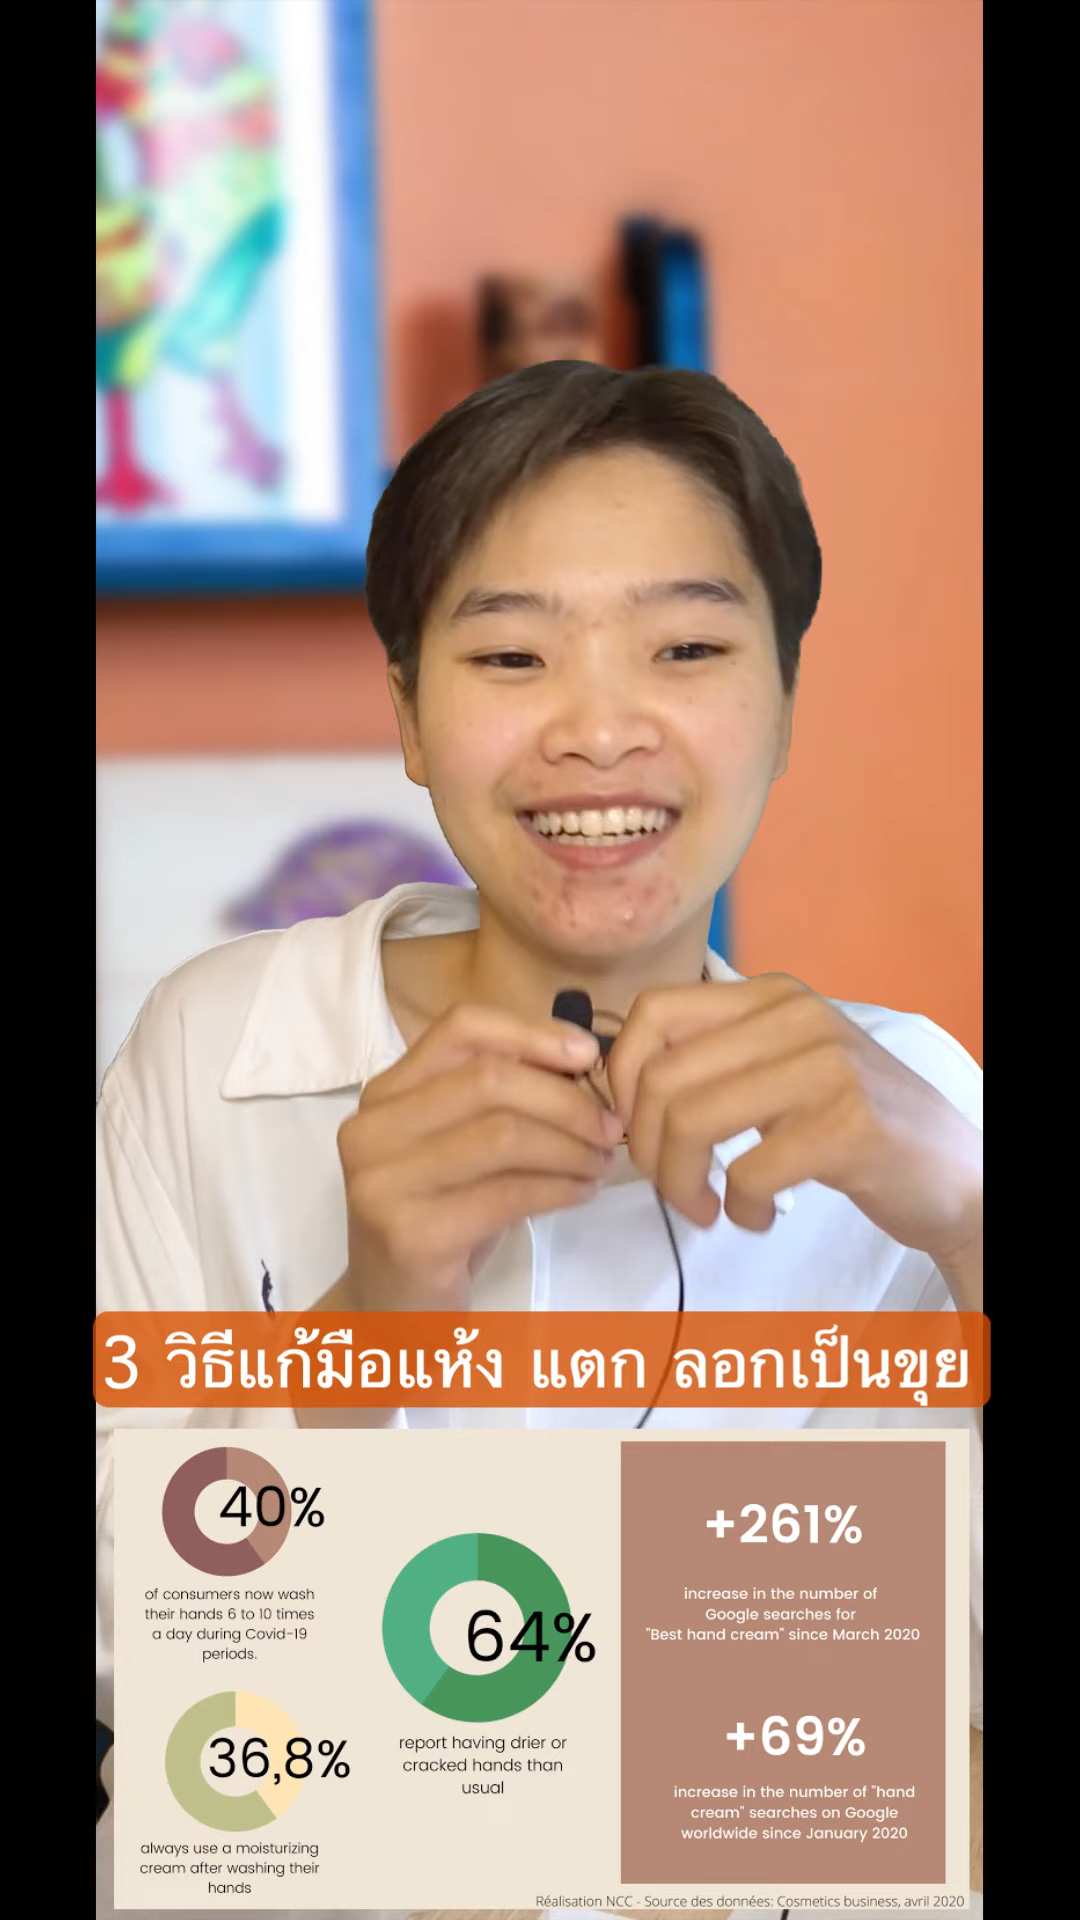 3 วิธีแก้มือแห้ง แตก ลอกเป็นขุย
40%
of consumers now wash
their hands 6 to 10 times
a day during Covid-19
periods.
36,8%
always use a moisturizing
cream after washing their
hands
64%
report having drier or
cracked hands than
usual
+261%
increase in the number of
Google searches for
"Best hand cream" since March 2020
+69%
increase in the number of "hand
cream" searches on Google
worldwide since January 2020
Réalisation NCC - Source des données: Cosmetics business, avril 2020